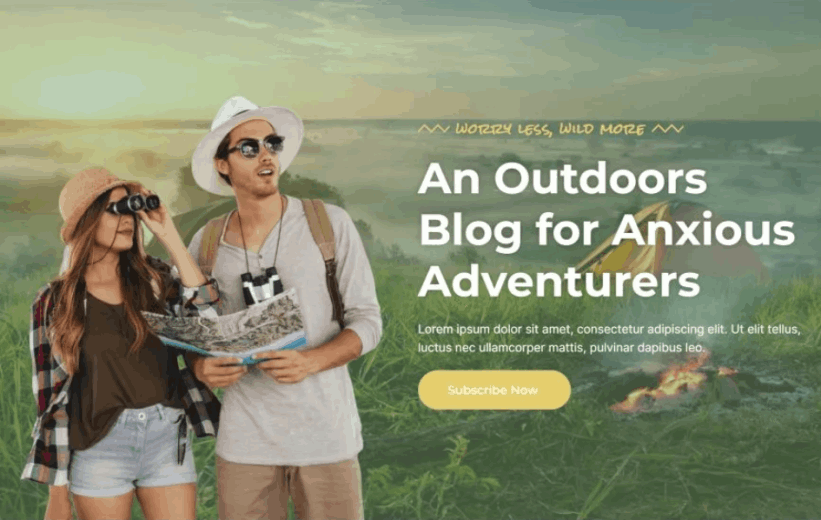 WORRY LESS, WILD MORE
An Outdoors
Blog for Anxious
Adventurers
Lorem ipsum dolor sit amet, consectetur adipiscing elit. Ut elit tellus,
luctus nec ullamcorper mattis, pulvinar dapibus leo.
Subscribe Now